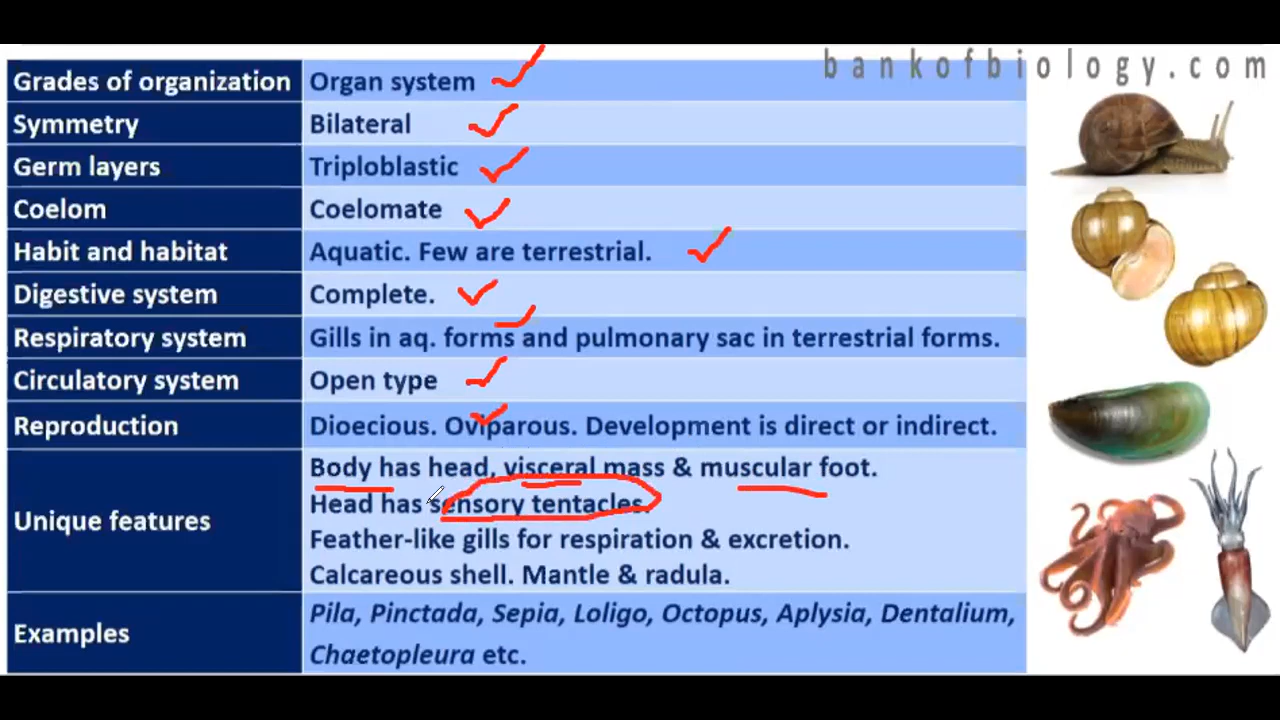 bankofbiology.com
Grades of organization Organ system
Symmetry Bilateral
Germ layers Triploblastic
Coelom Coelomate
Habit and habitat Aquatic. Few are terrestrial.
Digestive system Complete.
Respiratory system Gills in aq. forms and pulmonary sac in terrestrial forms.
Circulatory system Open type
Reproduction Dioecious. Oviparous. Development is direct or indirect.
Unique features
Body has head, visceral mass & muscular foot.
Head has sensory tentacles.
Feather-like gills for respiration & excretion.
Calcareous shell. Mantle & radula.
Examples
Pila, Pinctada, Sepia, Loligo, Octopus, Aplysia, Dentalium,
Chaetopleura etc.